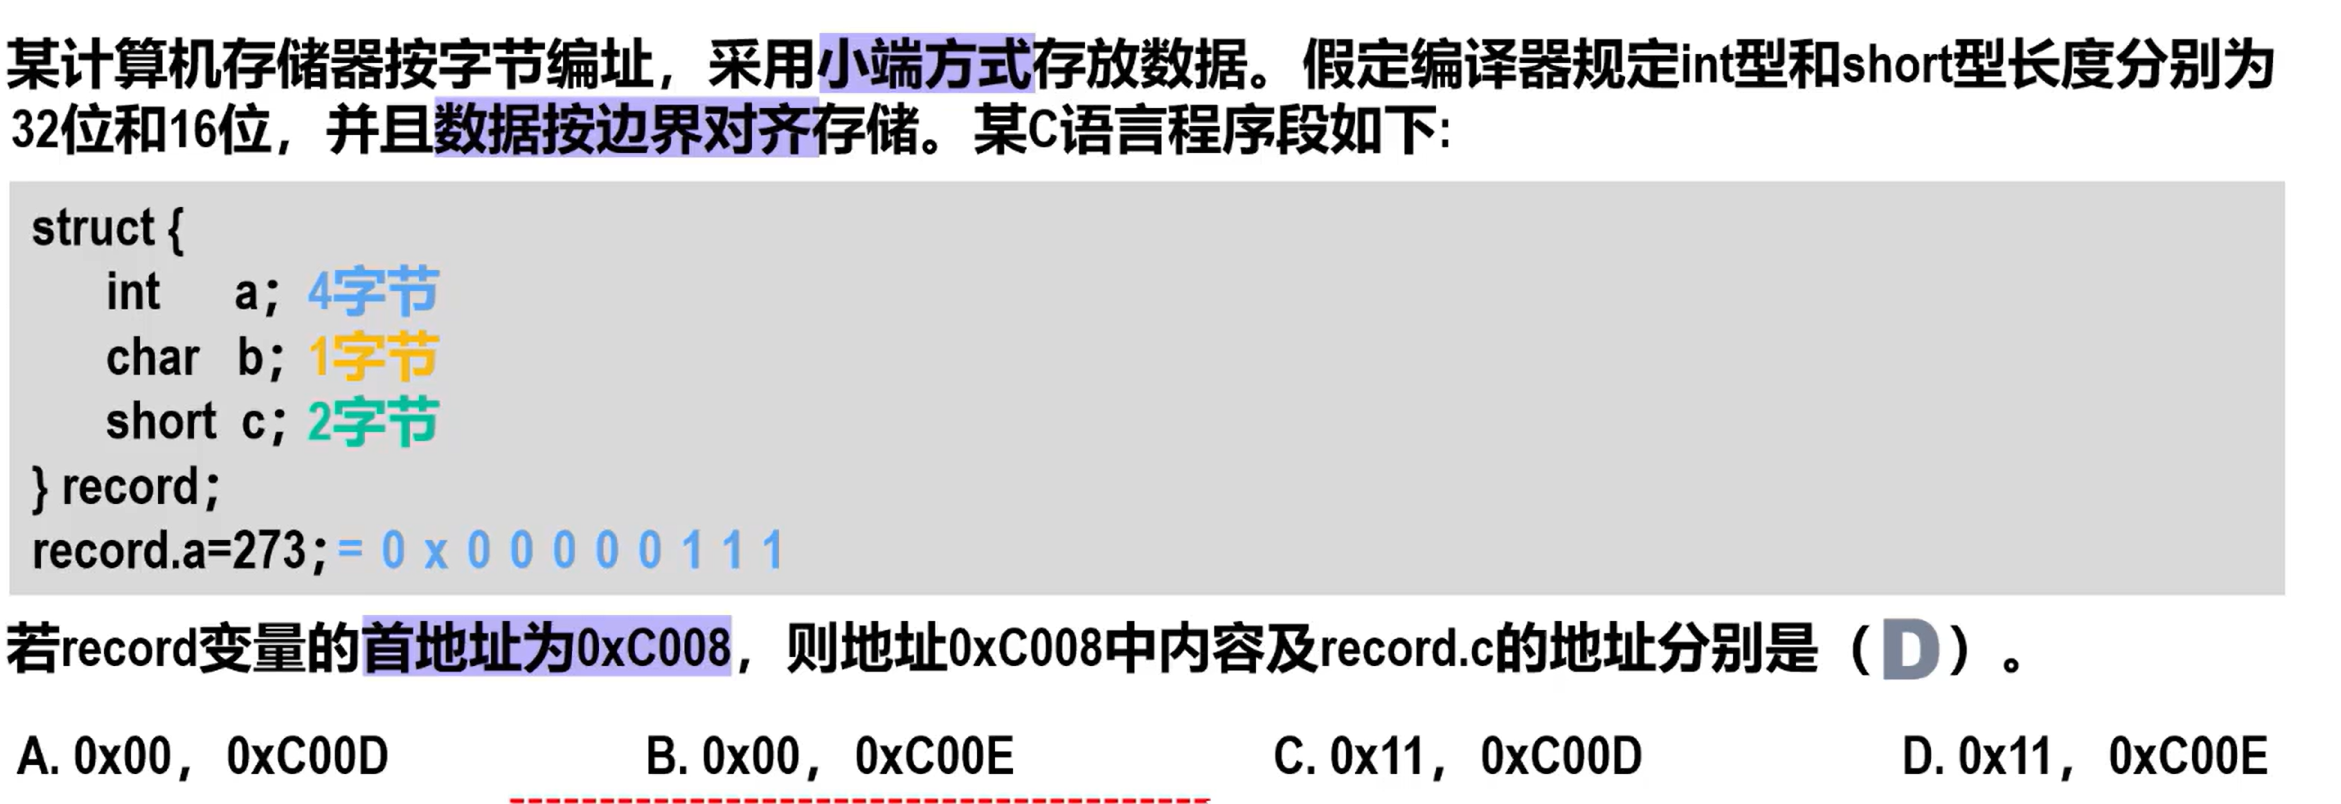 某计算机存储器按字节编址，采用小端方式存放数据。假定编译器规定int型和short型长度分别为
32位和16位，并且数据按边界对齐存储。某C语言程序段如下:
struct {
int a; 4字节
char b; 1字节
short c; 2字节
} record;
record.a=273; = 0 x 0 0 0 0 0 1 1 1
若record变量的首地址为0xC008，则地址0xC008中内容及record.c的地址分别是（D）。
A. 0x00，0xC00D B. 0x00，0xC00E C. 0x11，0xC00D D. 0x11，0xC00E